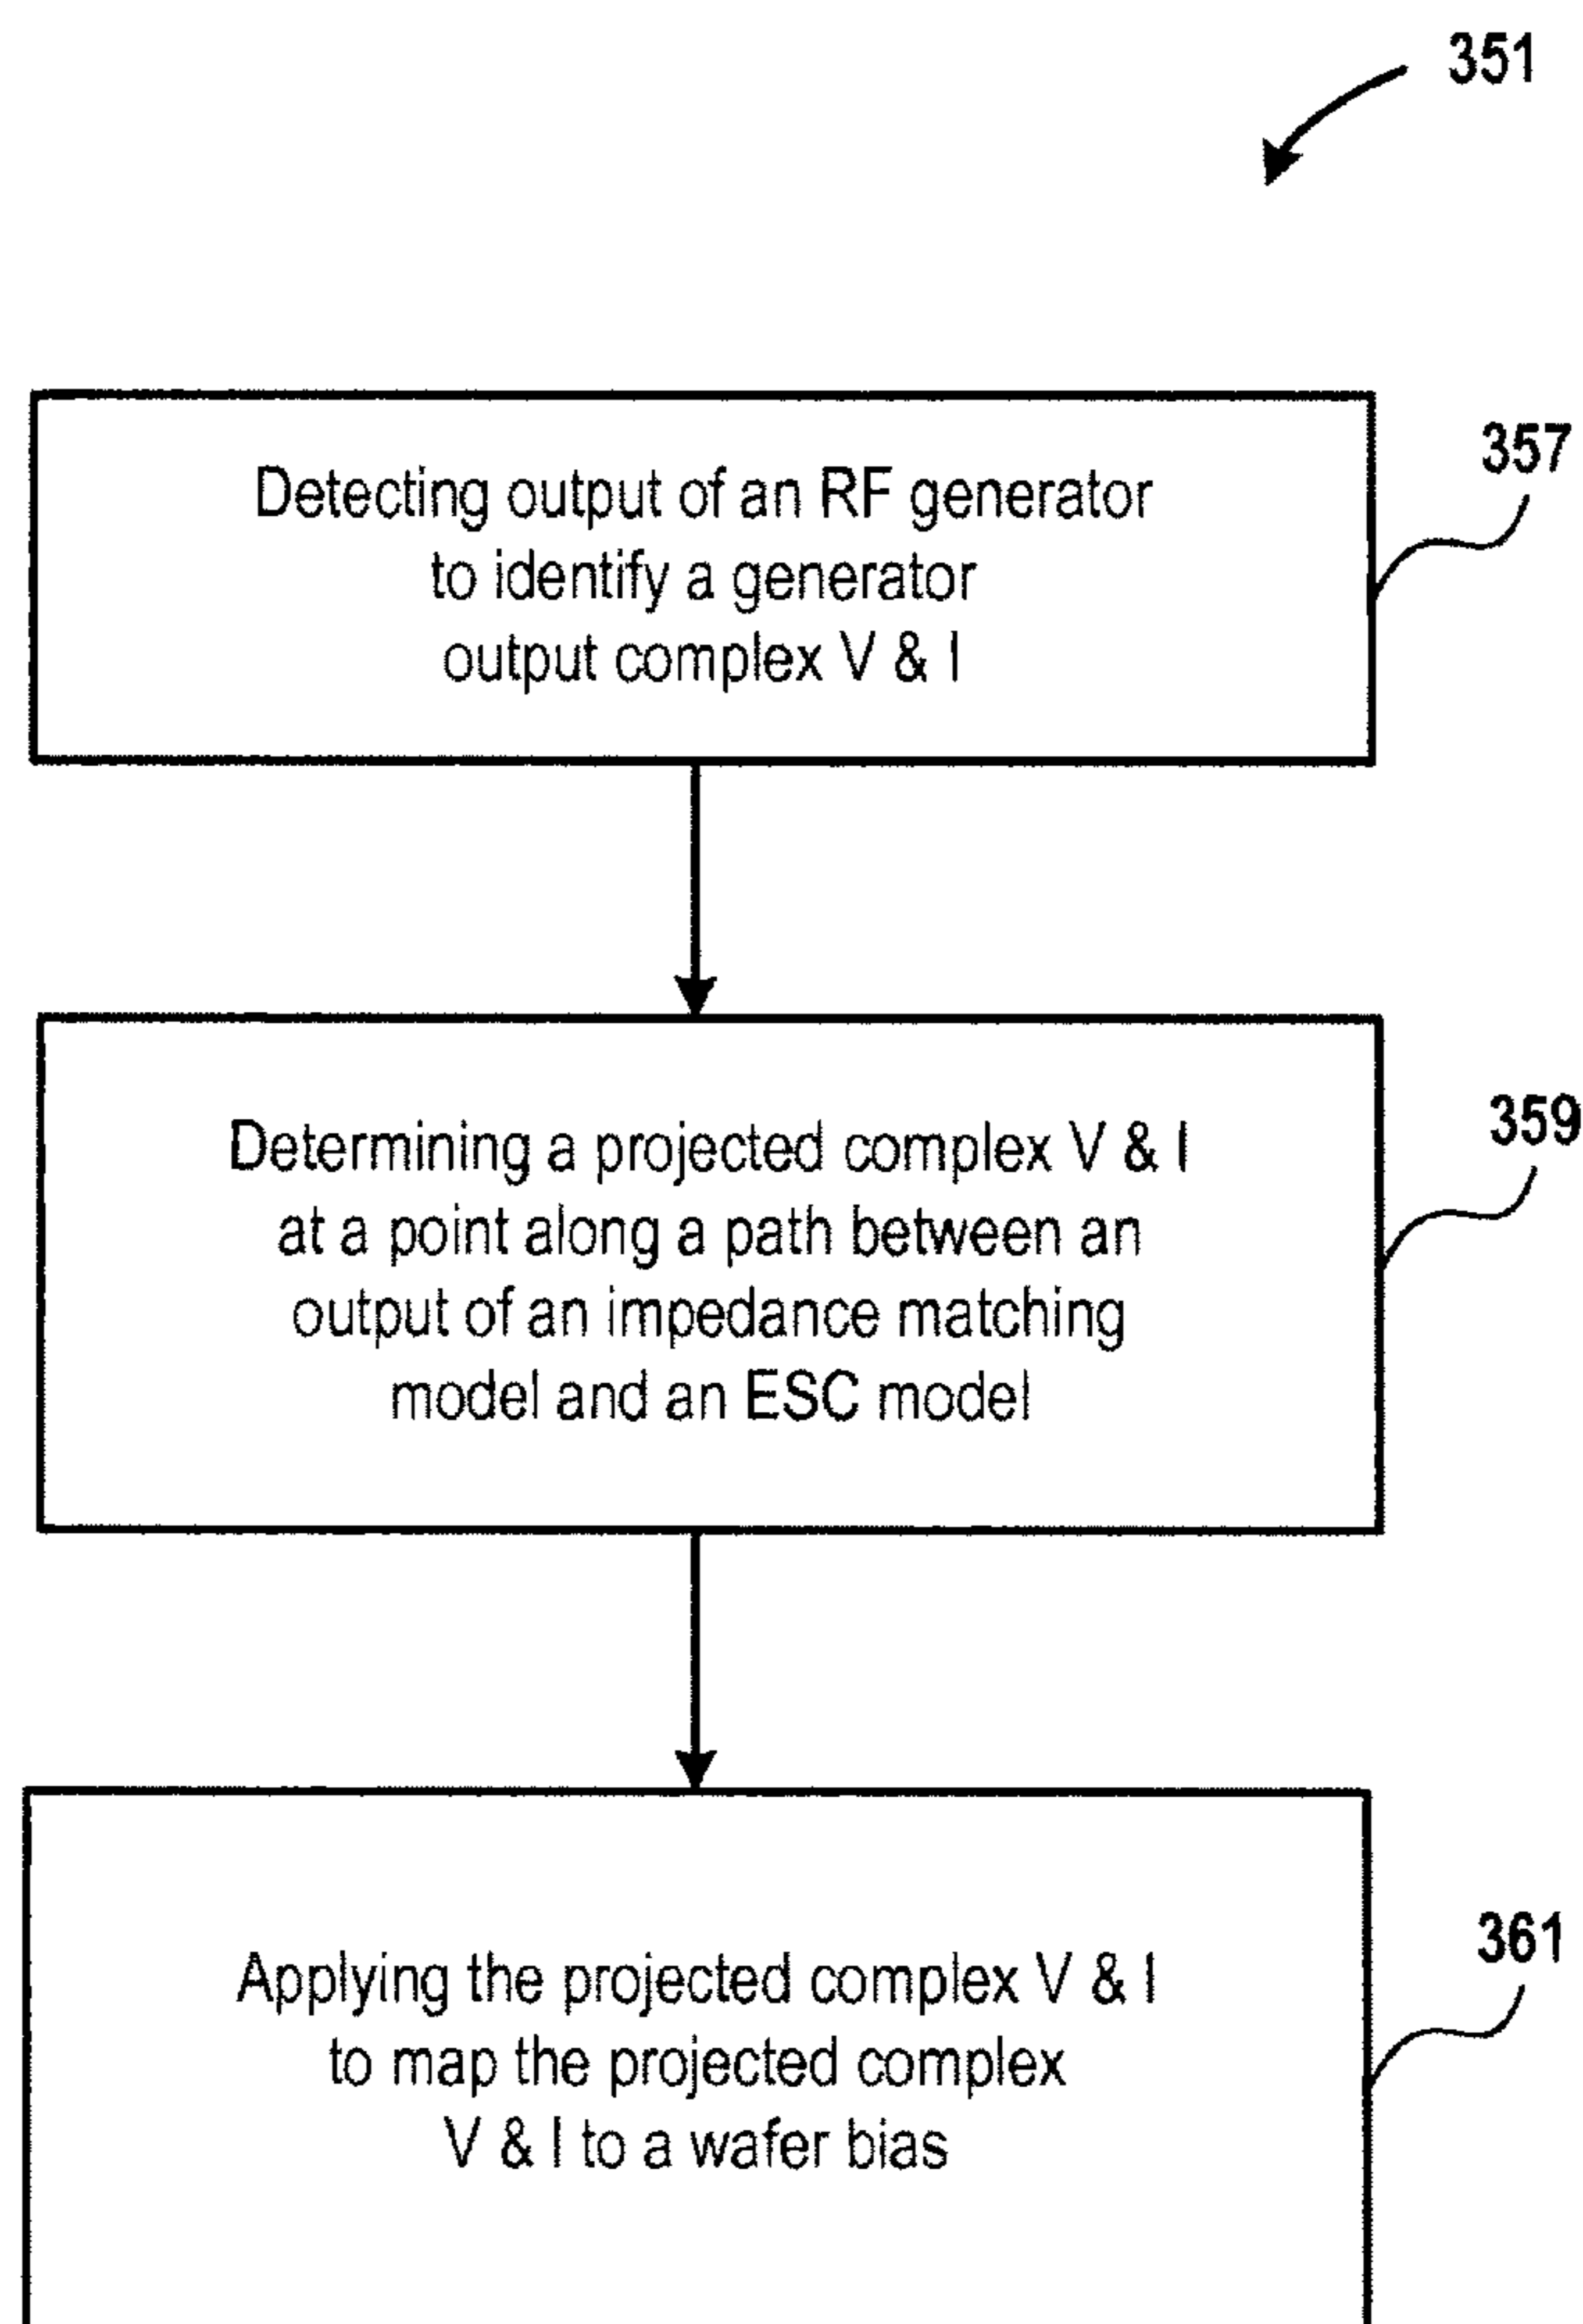 351
Detecting output of an RF generator
to identify a generator
output complex V & I
357
Determining a projected complex V & I
at a point along a path between an
output of an impedance matching
model and an ESC model
359
Applying the projected complex V & I
to map the projected complex
V & I to a wafer bias
361